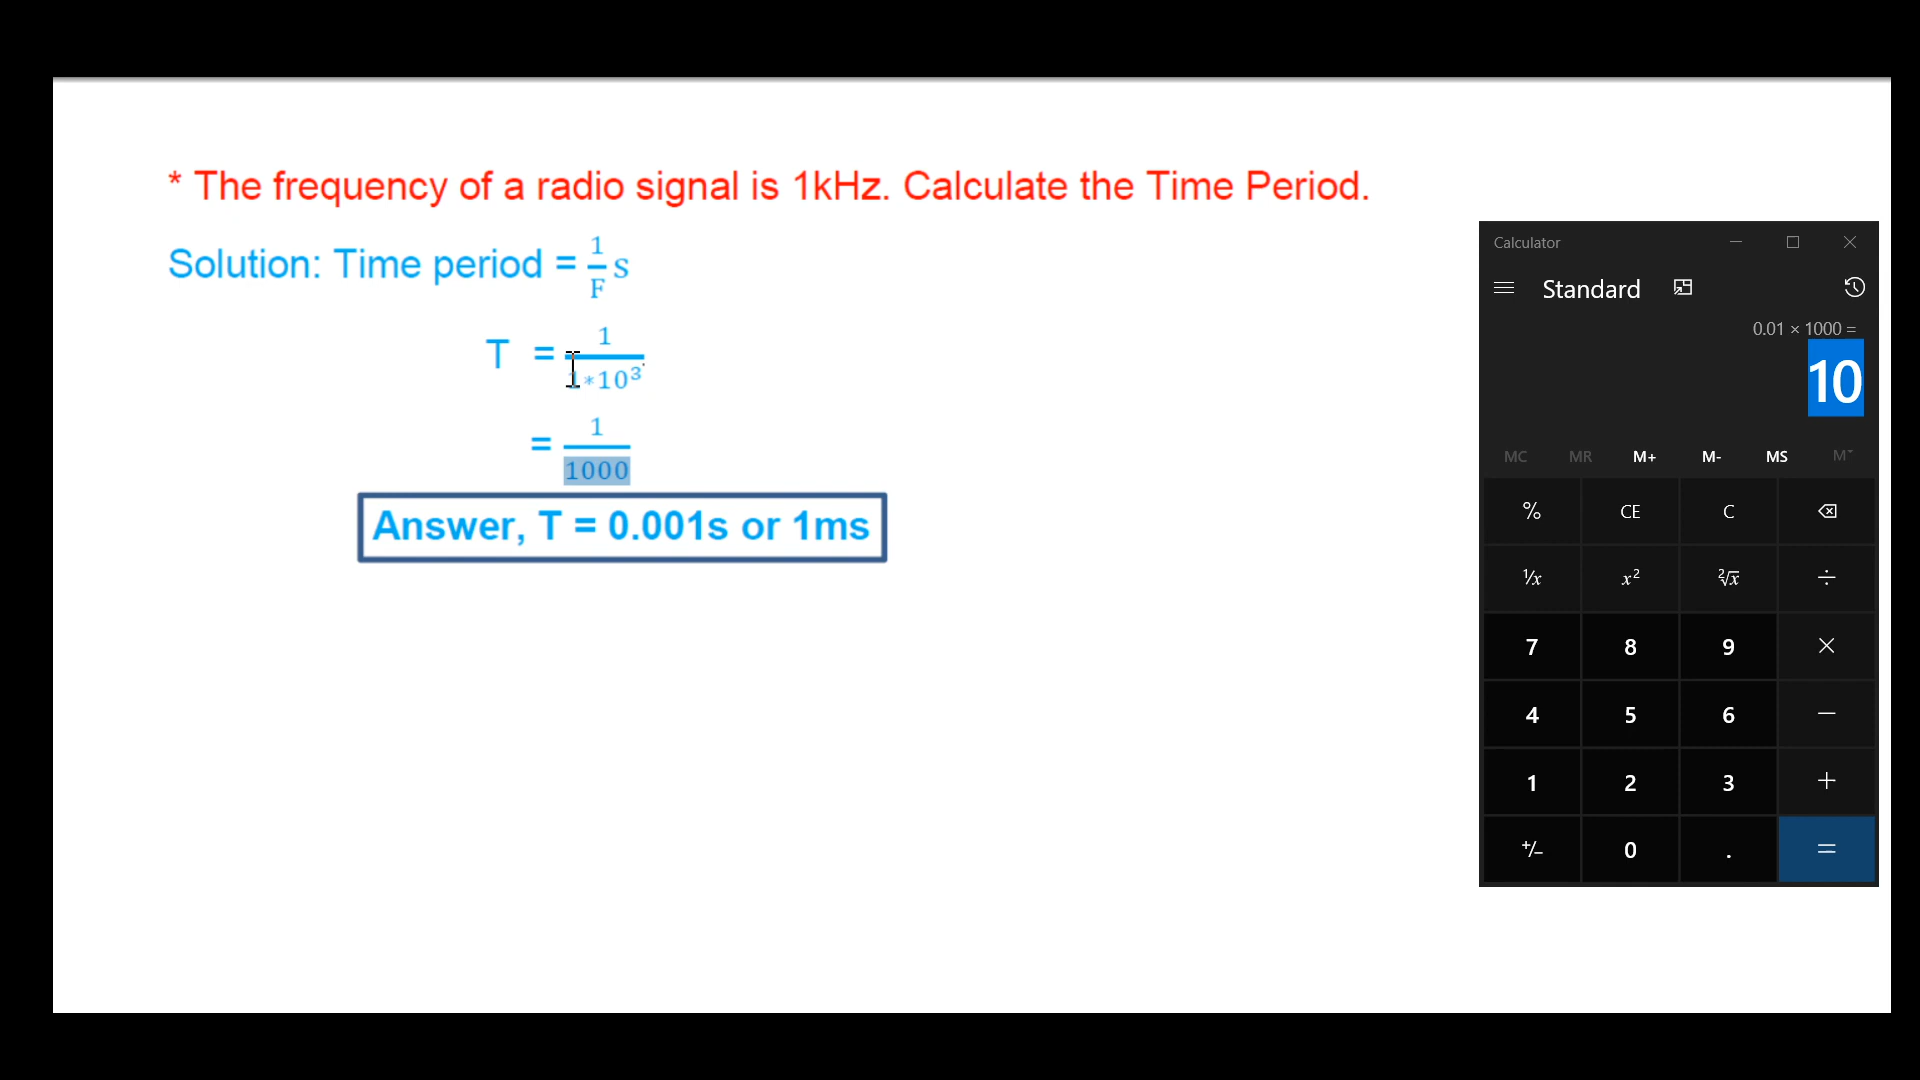 * The frequency of a radio signal is 1kHz. Calculate the Time Period.
Solution: Time period = 1/F s
T = 1/1*10³
= 1/1000
Answer, T = 0.001s or 1ms
Calculator
Standard
0.01 × 1000 =
10
MC MR M+ M- MS M˅
% CE C ⌫
¹/x x² ²√x ÷
7 8 9 ×
4 5 6 −
1 2 3 +
+/− 0 . =